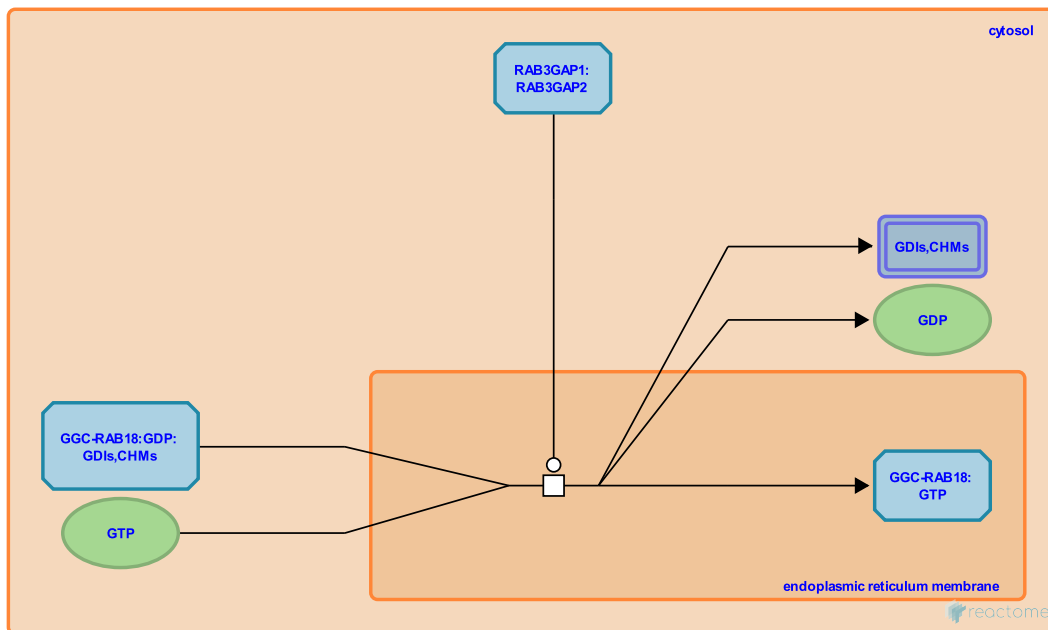 cytosol
RAB3GAP1:
RAB3GAP2
GDIs,CHMs
GDP
GGC-RAB18:GDP:
GDIs,CHMs
GTP
GGC-RAB18:
GTP
endoplasmic reticulum membrane
reactome